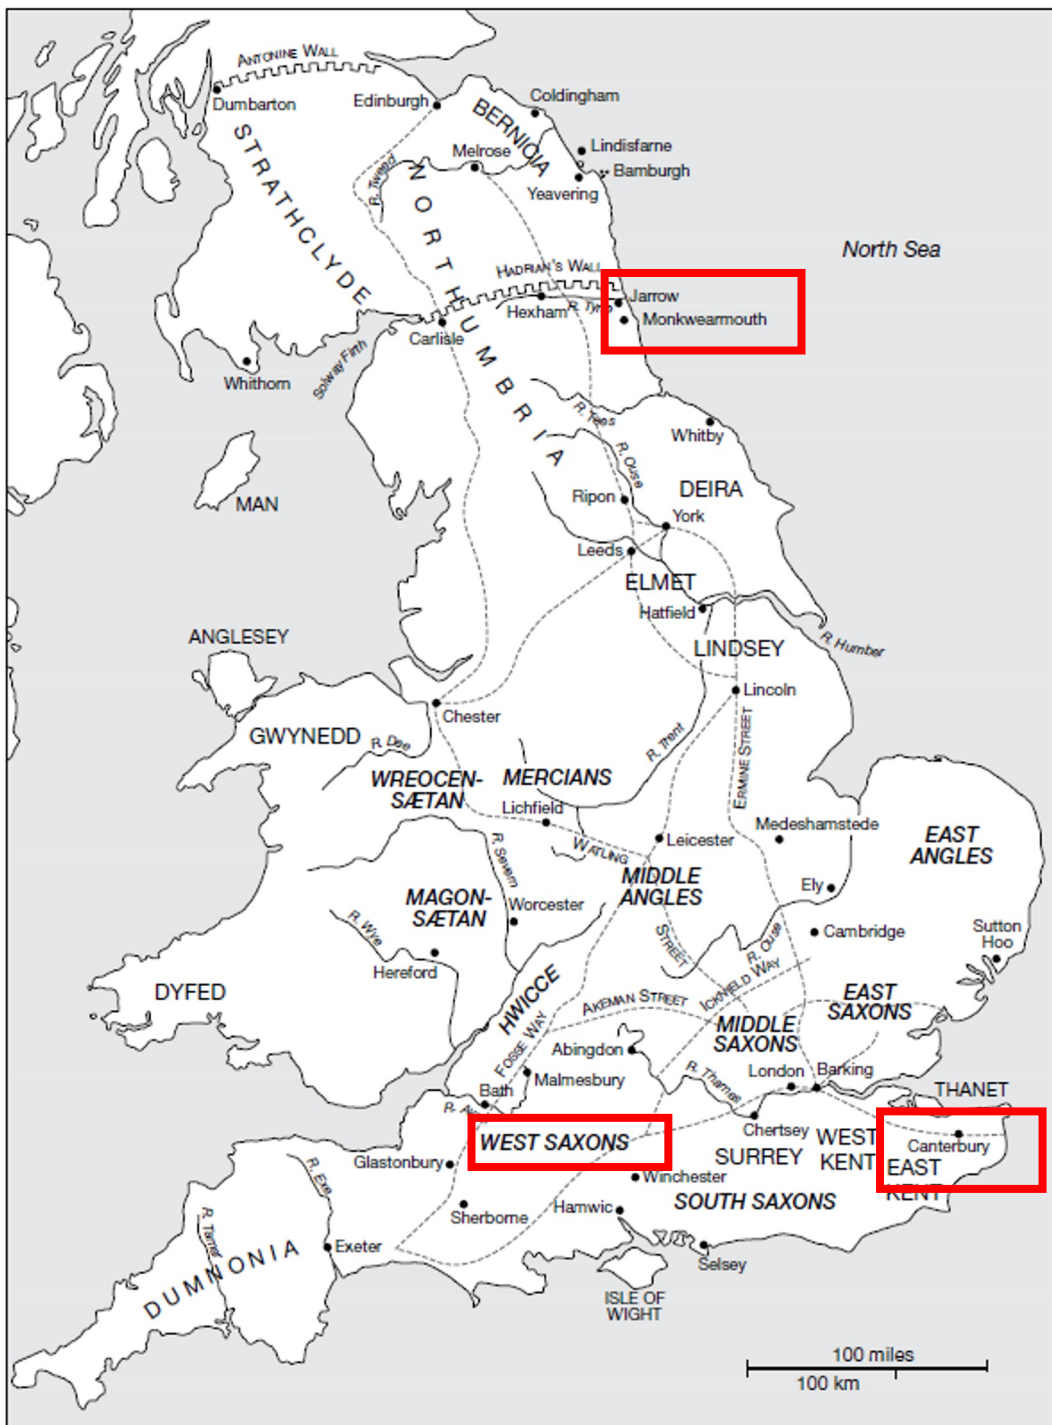 ANTONINE WALL
Dumbarton
Edinburgh
Coldingham
BERNICIA
STRATHCLYDE
Melrose
Lindisfarne
Bamburgh
Yeavering
R. Tweed
NORTHUMBRIA
North Sea
HADRIAN'S WALL
Jarrow
Hexham
R. Tyne
Monkwearmouth
Carlisle
Solway Firth
Whithorn
R. Tees
Whitby
R. Ouse
MAN
Ripon
DEIRA
York
Leeds
ELMET
Hatfield
R. Humber
ANGLESEY
LINDSEY
Lincoln
Chester
GWYNEDD
R. Dee
R. Trent
ERMINE STREET
WREOCEN-
SÆTAN
MERCIANS
Lichfield
WATLING
Leicester
Medeshamstede
EAST
ANGLES
R. Severn
MIDDLE
ANGLES
Ely
MAGON-
SÆTAN
Worcester
R. Wye
Hereford
STREET
R. Ouse
Cambridge
Sutton
Hoo
DYFED
HWICCE
FOSSE WAY
AKEMAN STREET
ICKNIELD WAY
EAST
SAXONS
MIDDLE
SAXONS
Abingdon
Malmesbury
R. Thames
London
Barking
THANET
Bath
Chertsey
Canterbury
WEST SAXONS
WEST
KENT
SURREY
EAST
KENT
Glastonbury
Winchester
SOUTH SAXONS
R. Exe
Sherborne
Hamwic
R. Tamar
DUMNONIA
Exeter
Selsey
ISLE OF
WIGHT
100 miles
100 km